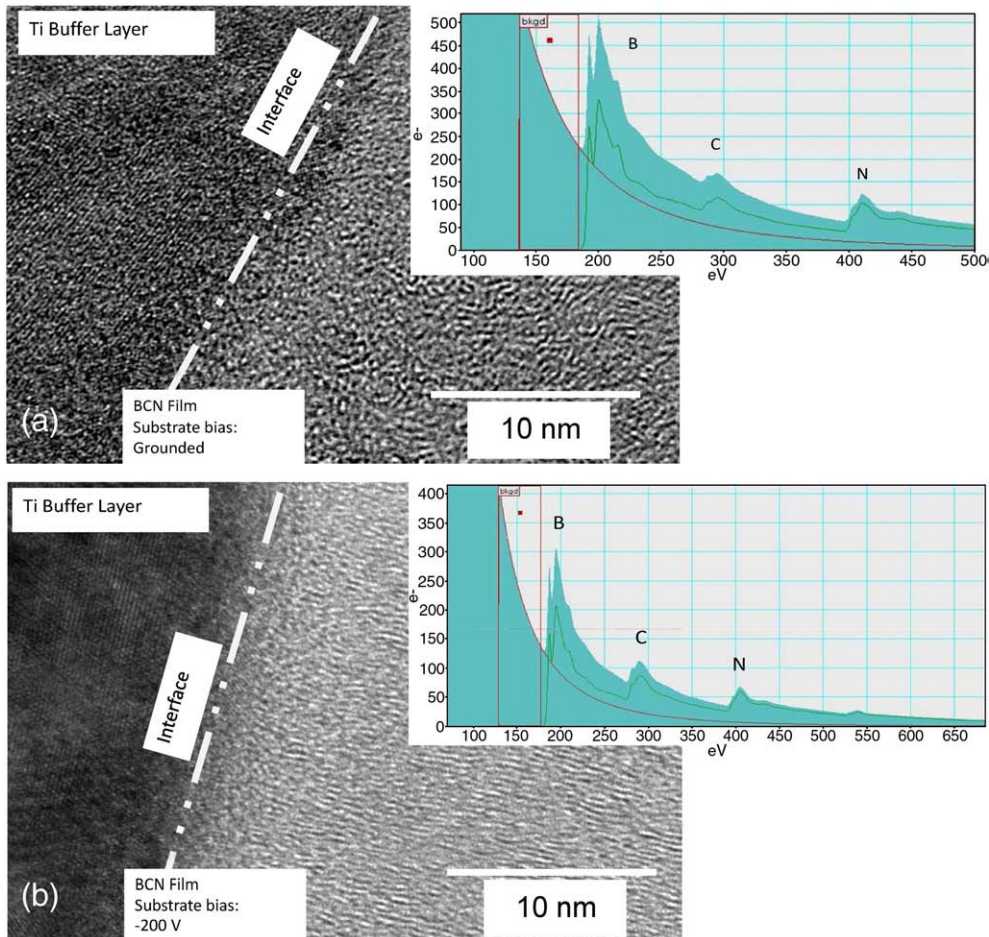 Ti Buffer Layer
Interface
(a)
BCN Film
Substrate bias:
Grounded
10 nm
bkgd
B
C
N
500
450
400
350
300
250
200
150
100
50
0
e-
100 150 200 250 300 350 400 450 500
eV
Ti Buffer Layer
Interface
(b)
BCN Film
Substrate bias:
-200 V
10 nm
bkgd
B
C
N
400
350
300
250
200
150
100
50
0
e-
100 150 200 250 300 350 400 450 500 550 600 650
eV